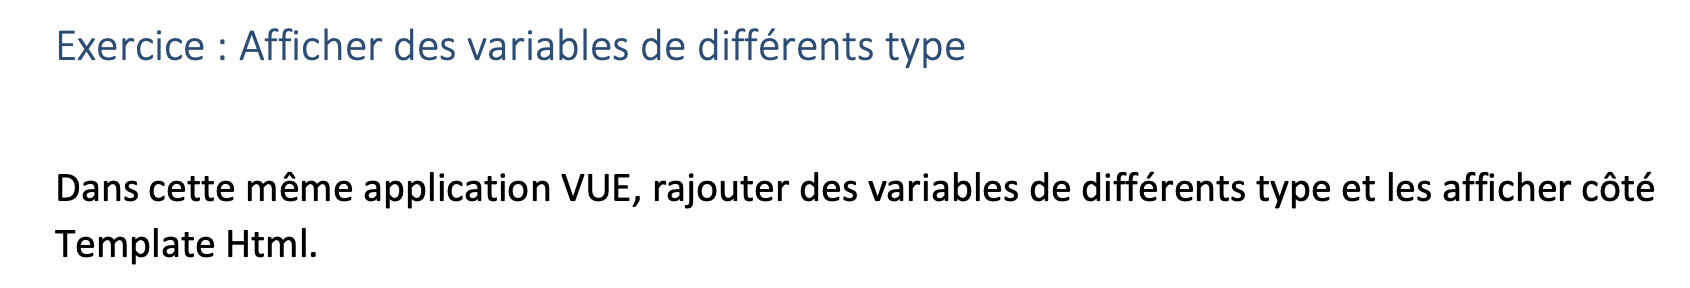 Exercice : Afficher des variables de différents type
Dans cette même application VUE, rajouter des variables de différents type et les afficher côté
Template Html.